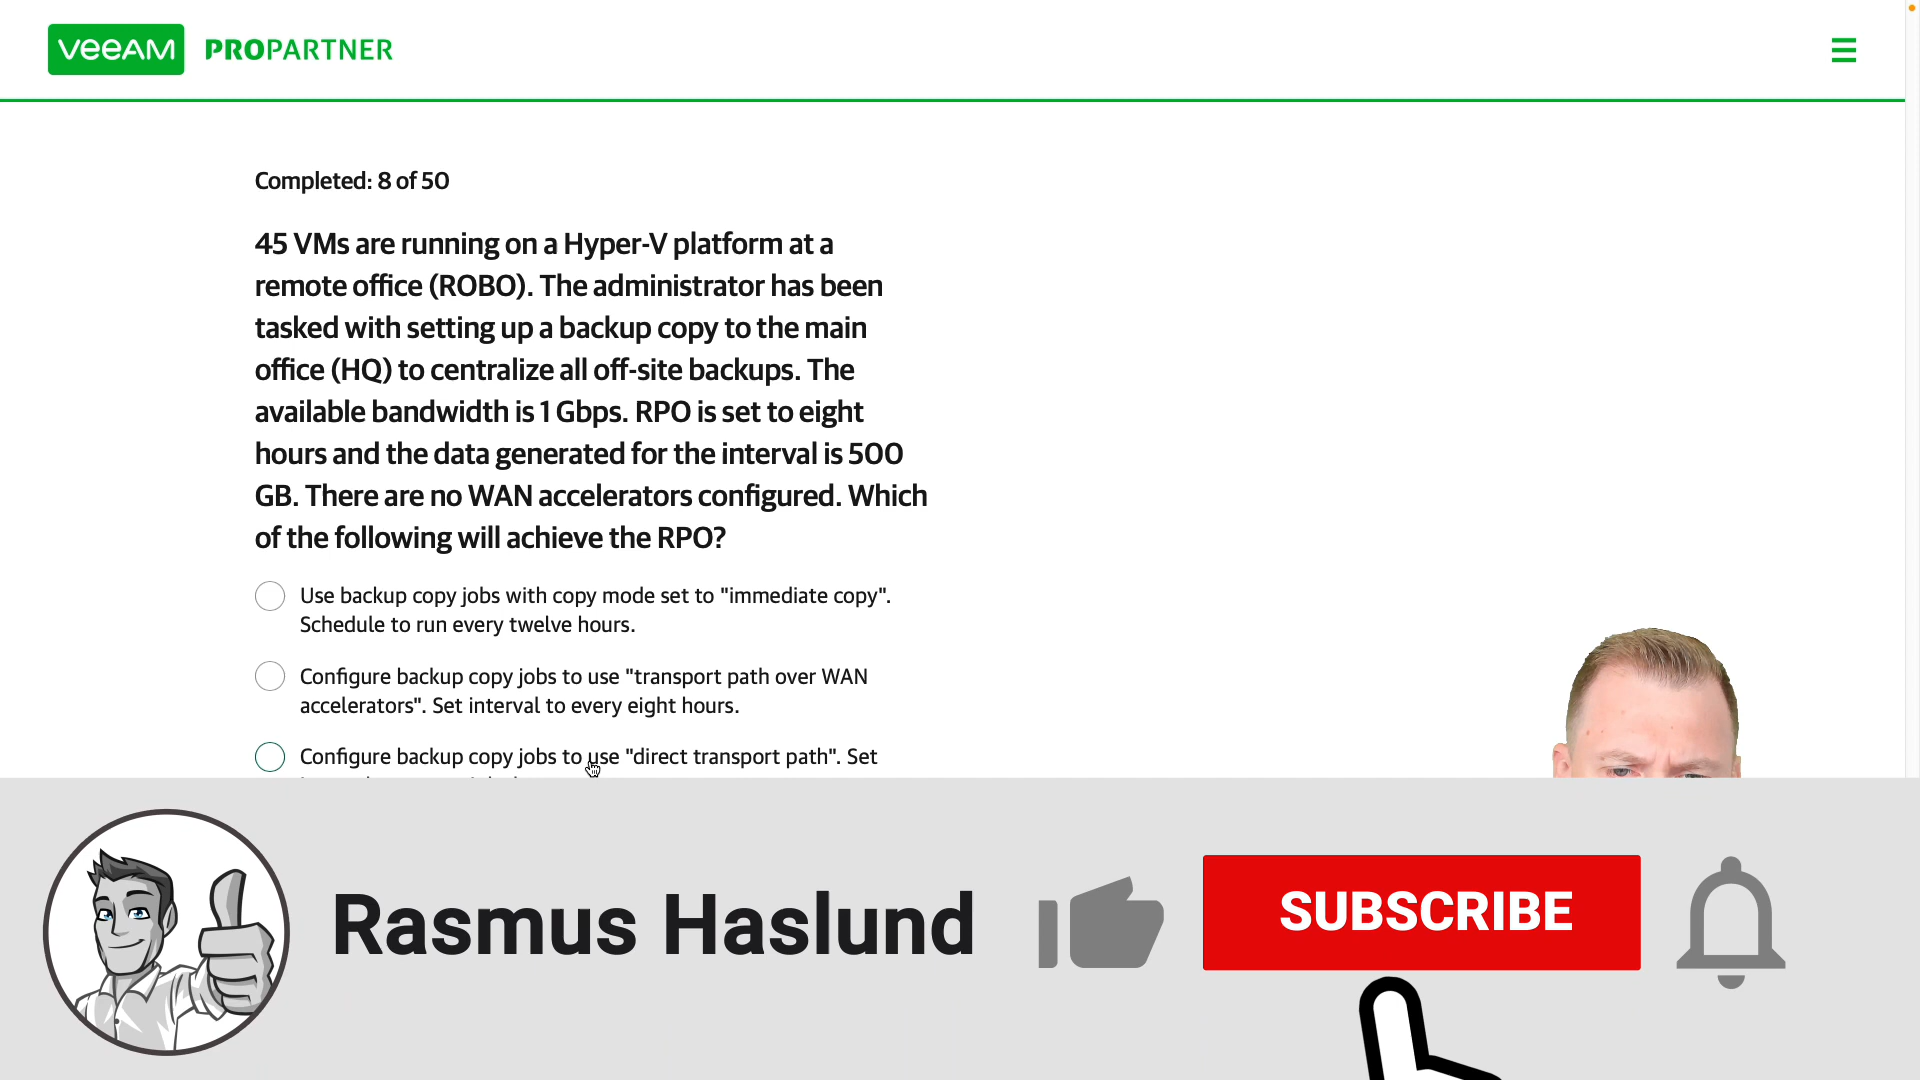 veeAM PROPARTNER
Completed: 8 of 50
45 VMs are running on a Hyper-V platform at a
remote office (ROBO). The administrator has been
tasked with setting up a backup copy to the main
office (HQ) to centralize all off-site backups. The
available bandwidth is 1 Gbps. RPO is set to eight
hours and the data generated for the interval is 500
GB. There are no WAN accelerators configured. Which
of the following will achieve the RPO?
Use backup copy jobs with copy mode set to "immediate copy".
Schedule to run every twelve hours.
Configure backup copy jobs to use "transport path over WAN
accelerators". Set interval to every eight hours.
Configure backup copy jobs to use "direct transport path". Set
Rasmus Haslund
SUBSCRIBE